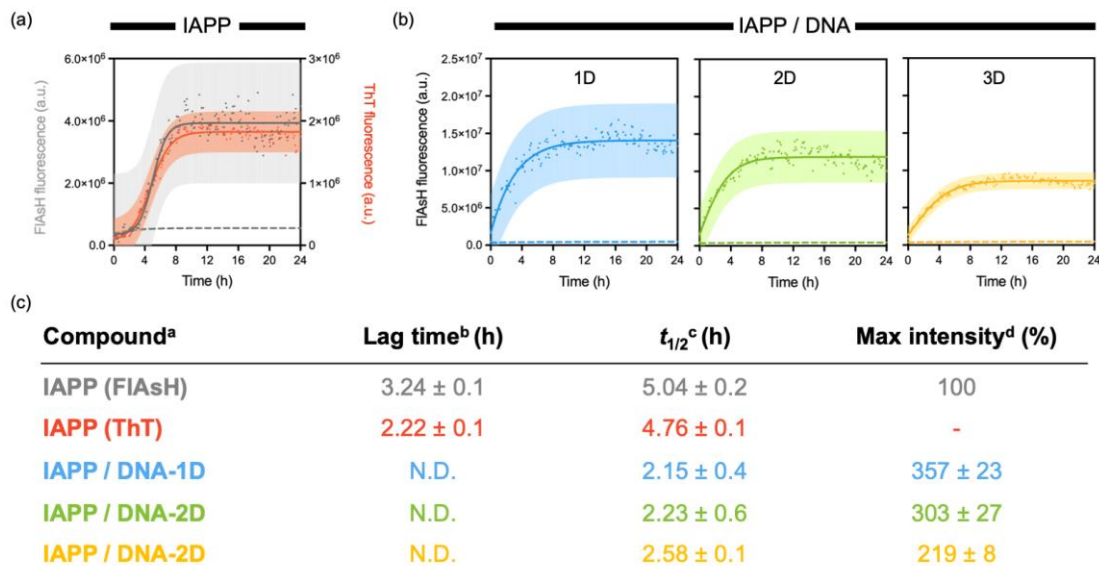 (a)
IAPP
FlAsH fluorescence (a.u.)
6.0×10⁶
4.0×10⁶
2.0×10⁶
0.0
3×10⁶
2×10⁶
1×10⁶
0
ThT fluorescence (a.u.)
0 4 8 12 16 20 24
Time (h)
(b)
IAPP / DNA
FlAsH fluorescence (a.u.)
2.5×10⁷
2.0×10⁷
1.5×10⁷
1.0×10⁷
5.0×10⁶
0.0
1D
0 4 8 12 16 20 24
Time (h)
2D
0 4 8 12 16 20 24
Time (h)
3D
0 4 8 12 16 20 24
Time (h)
(c)
Compoundᵃ Lag timeᵇ (h) t₁/₂ᶜ (h) Max intensityᵈ (%)
IAPP (FlAsH) 3.24 ± 0.1 5.04 ± 0.2 100
IAPP (ThT) 2.22 ± 0.1 4.76 ± 0.1 -
IAPP / DNA-1D N.D. 2.15 ± 0.4 357 ± 23
IAPP / DNA-2D N.D. 2.23 ± 0.6 303 ± 27
IAPP / DNA-2D N.D. 2.58 ± 0.1 219 ± 8